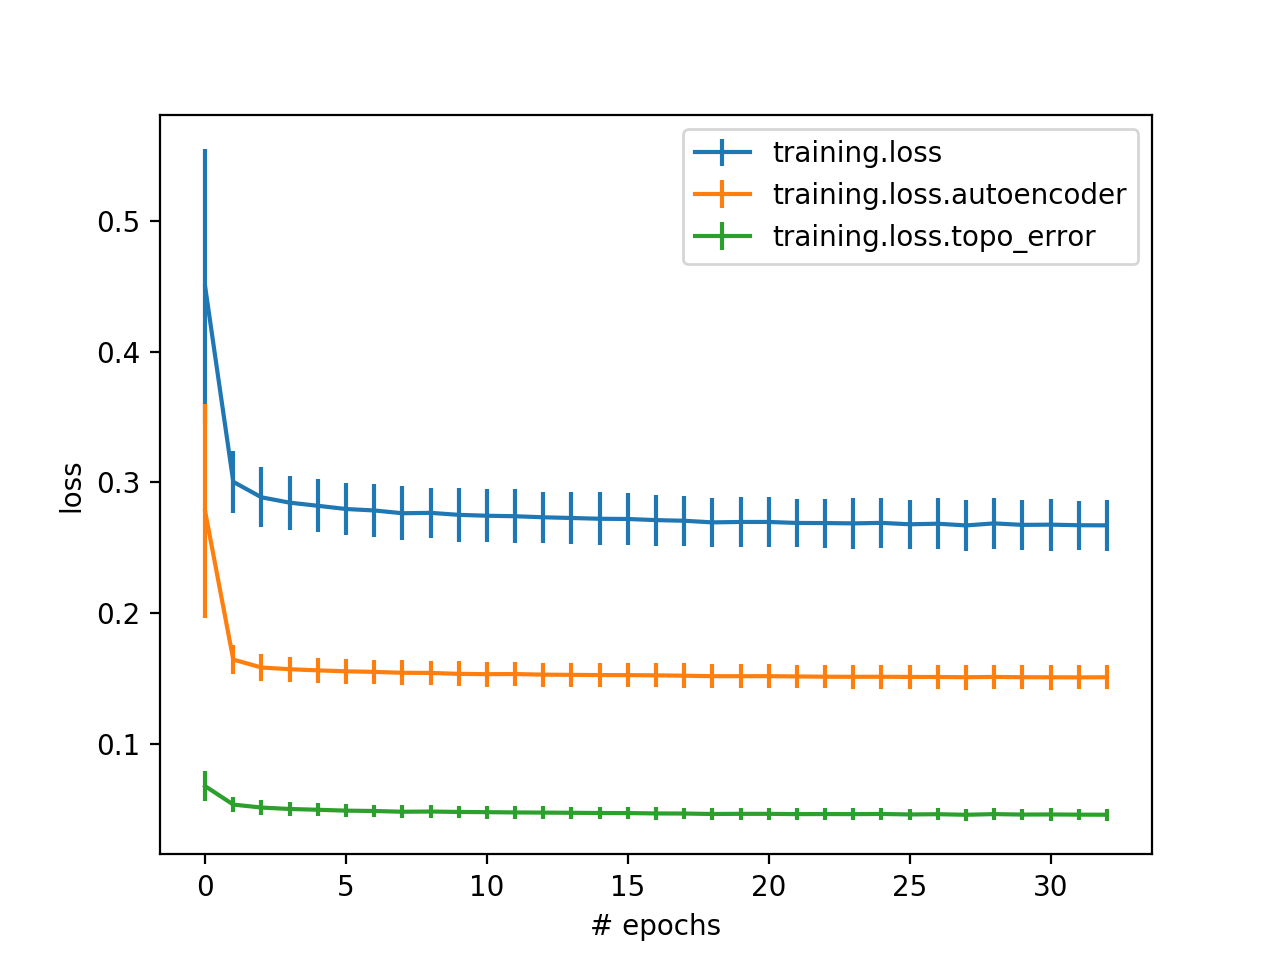 training.loss
training.loss.autoencoder
training.loss.topo_error
0.5
0.4
0.3
0.2
0.1
loss
0 5 10 15 20 25 30
# epochs